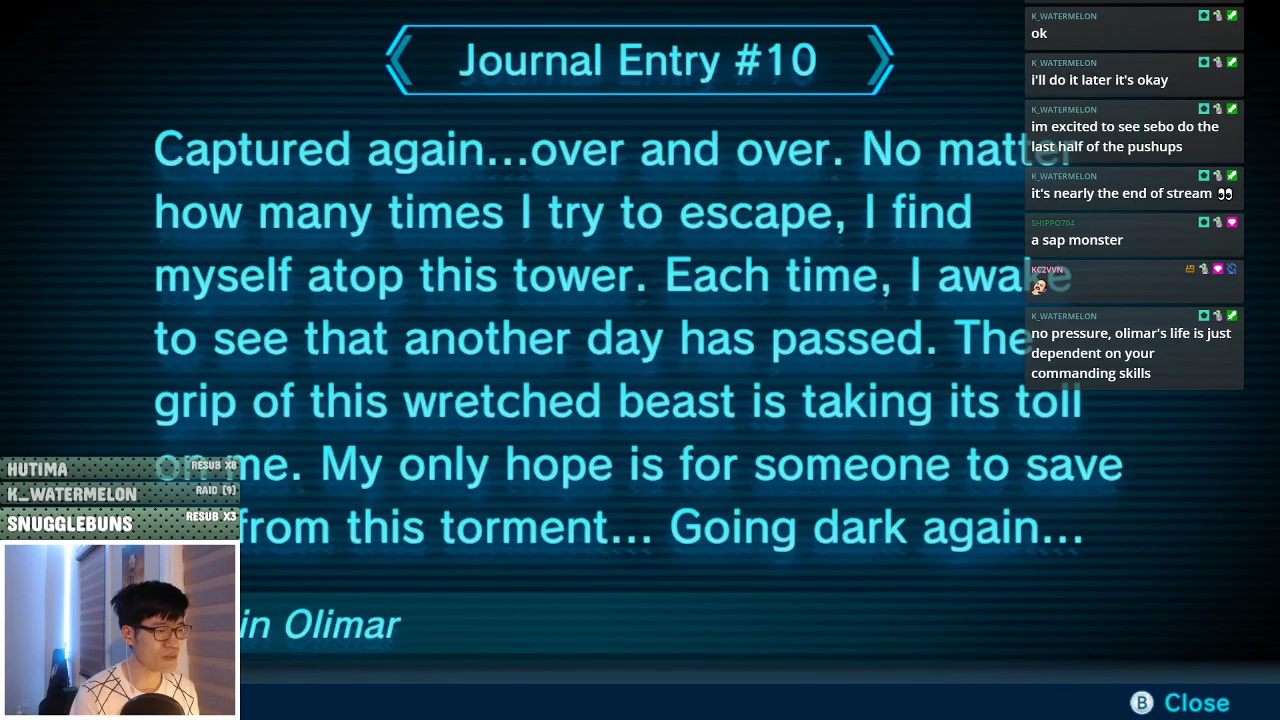 Journal Entry #10
Captured again...over and over. No matter
how many times I try to escape, I find
myself atop this tower. Each time, I awake
to see that another day has passed. The
grip of this wretched beast is taking its toll
on me. My only hope is for someone to save
from this torment... Going dark again...
in Olimar
B Close
K_WATERMELON
ok
K_WATERMELON
i'll do it later it's okay
K_WATERMELON
im excited to see sebo do the
last half of the pushups
K_WATERMELON
it's nearly the end of stream 👀
SHIPPO704
a sap monster
KC2VVN
K_WATERMELON
no pressure, olimar's life is just
dependent on your
commanding skills
HUTIMA RESUB X8
K_WATERMELON RAID (9)
SNUGGLEBUNS RESUB X3